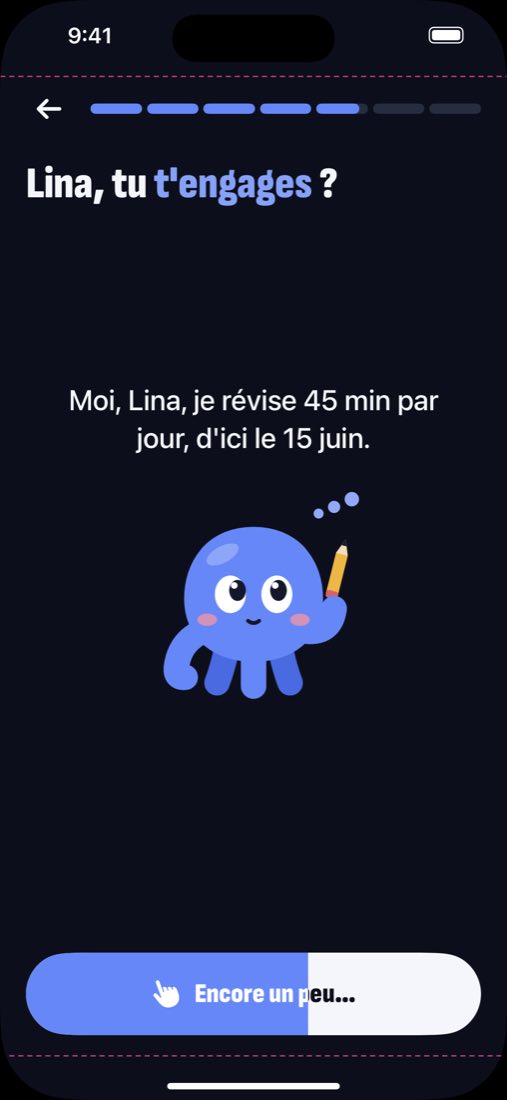 9:41
Lina, tu t'engages ?
Moi, Lina, je révise 45 min par
jour, d'ici le 15 juin.
Encore un peu...